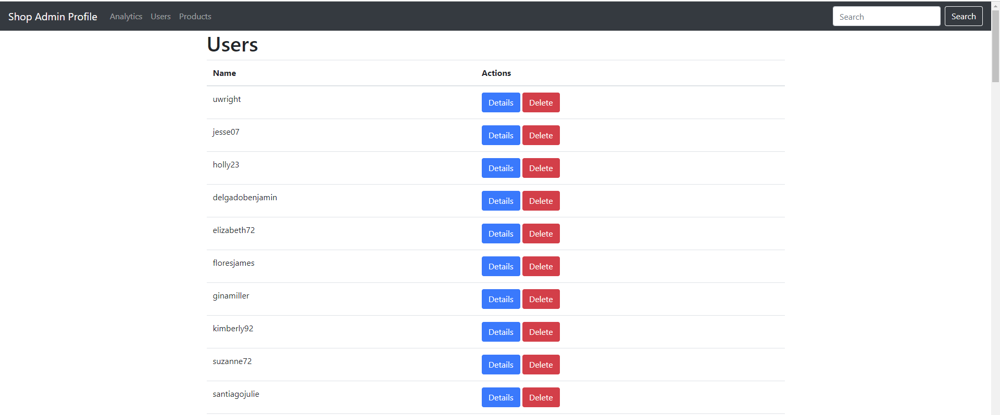 Shop Admin Profile Analytics Users Products Search Search
Users
Name Actions
uwright Details Delete
jesse07 Details Delete
holly23 Details Delete
delgadobenjamin Details Delete
elizabeth72 Details Delete
floresjames Details Delete
ginamiller Details Delete
kimberly92 Details Delete
suzanne72 Details Delete
santiagojulie Details Delete